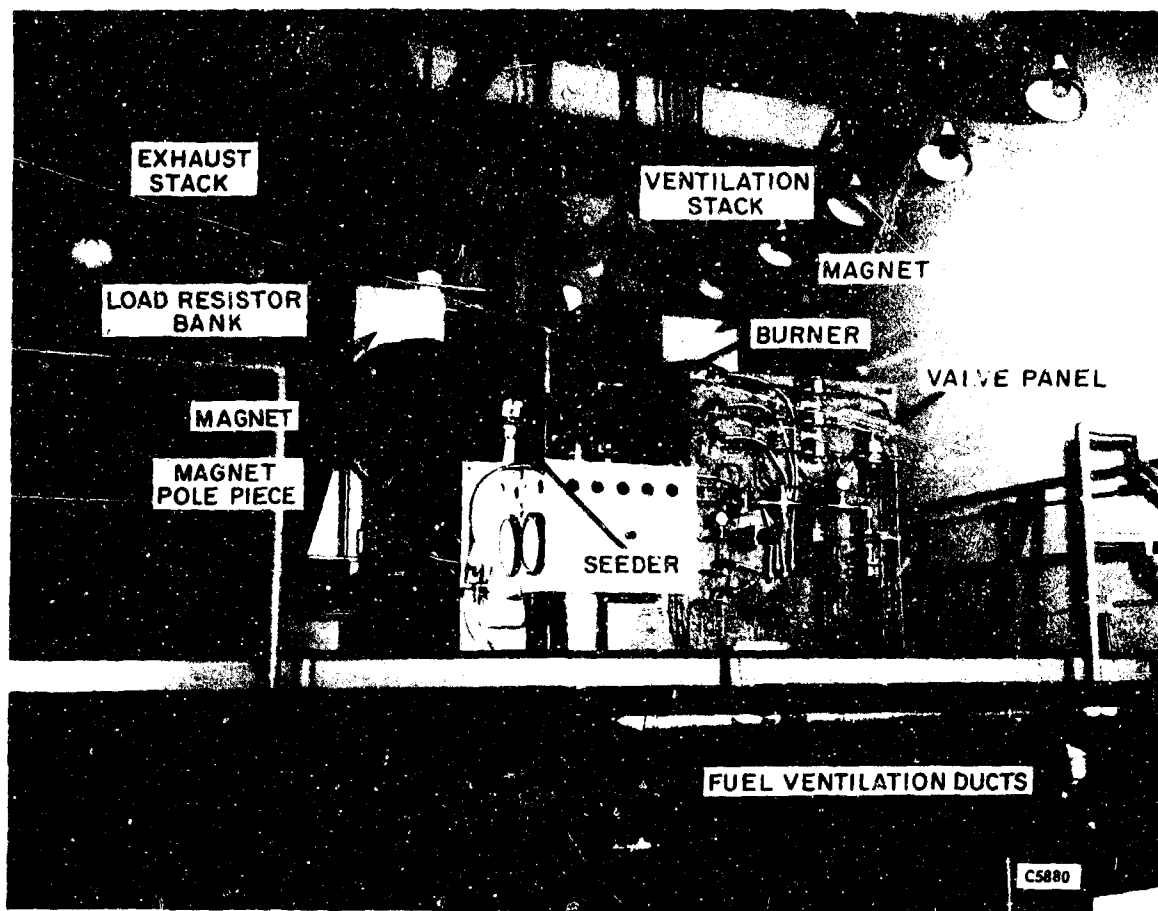 EXHAUST
STACK
VENTILATION
STACK
MAGNET
LOAD RESISTOR
BANK
BURNER
VALVE PANEL
MAGNET
MAGNET
POLE PIECE
SEEDER
FUEL VENTILATION DUCTS
C5880